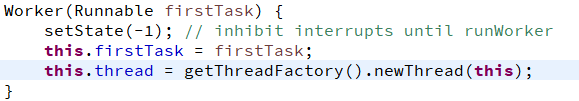 Worker(Runnable firstTask) {
    setState(-1); // inhibit interrupts until runWorker
    this.firstTask = firstTask;
    this.thread = getThreadFactory().newThread(this);
}